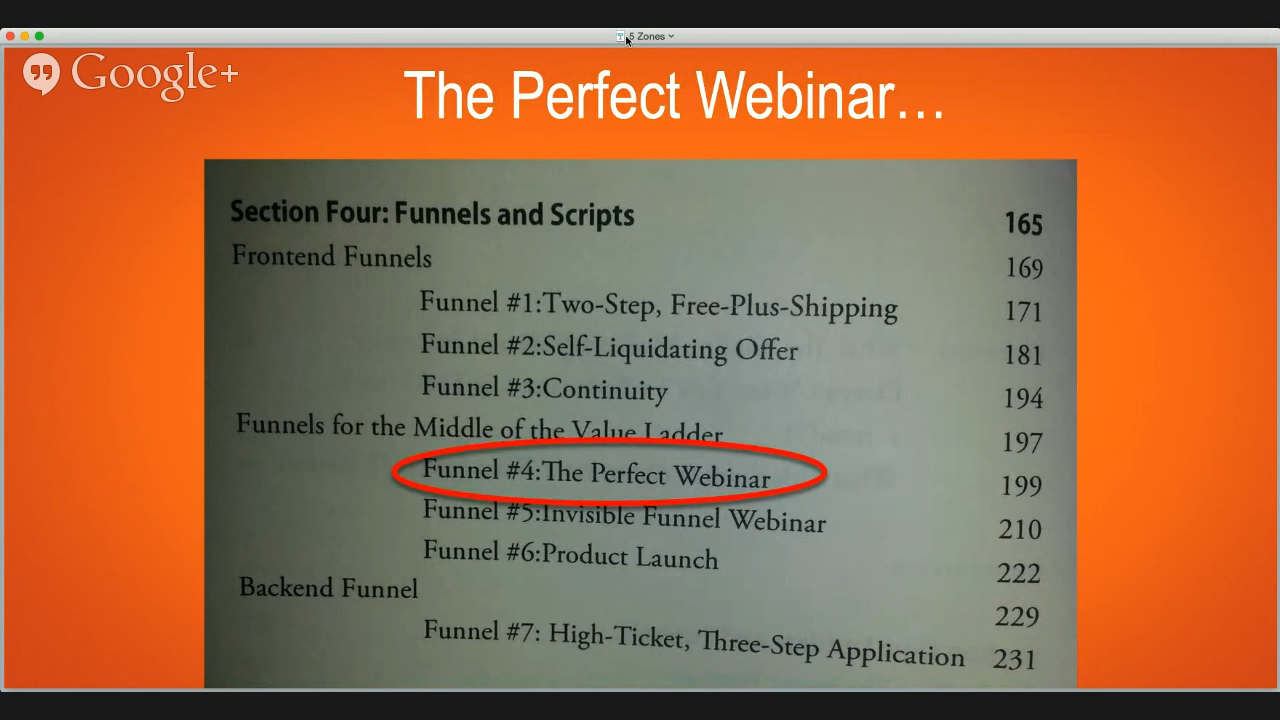 5 Zones
Google+
The Perfect Webinar…
Section Four: Funnels and Scripts 165
Frontend Funnels 169
Funnel #1:Two-Step, Free-Plus-Shipping 171
Funnel #2:Self-Liquidating Offer 181
Funnel #3:Continuity 194
Funnels for the Middle of the Value Ladder 197
Funnel #4:The Perfect Webinar 199
Funnel #5:Invisible Funnel Webinar 210
Funnel #6:Product Launch 222
Backend Funnel 229
Funnel #7: High-Ticket, Three-Step Application 231